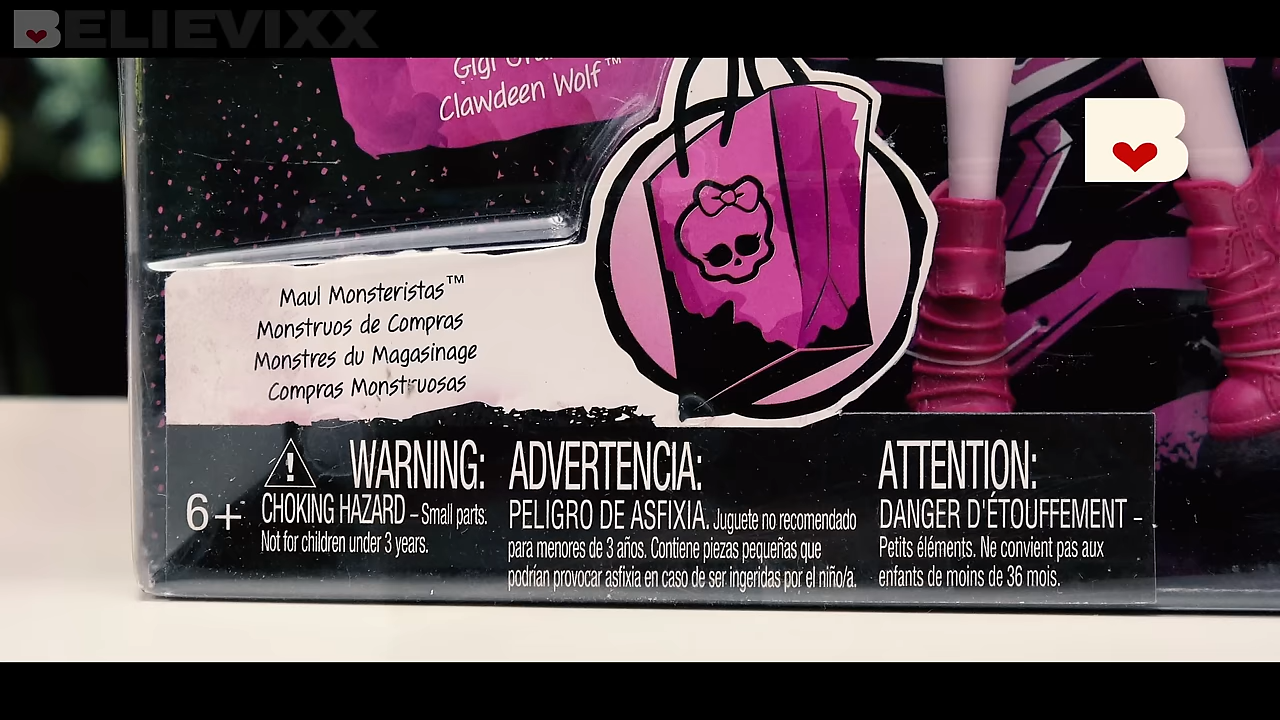 BELIEVIXX
B
Gigi
Clawdeen Wolf™
Maul Monsteristas™
Monstruos de Compras
Monstres du Magasinage
Compras Monstruosas
6+
WARNING:
CHOKING HAZARD – Small parts.
Not for children under 3 years.
ADVERTENCIA:
PELIGRO DE ASFIXIA. Juguete no recomendado
para menores de 3 años. Contiene piezas pequeñas que
podrían provocar asfixia en caso de ser ingeridas por el niño/a.
ATTENTION:
DANGER D'ÉTOUFFEMENT –
Petits éléments. Ne convient pas aux
enfants de moins de 36 mois.